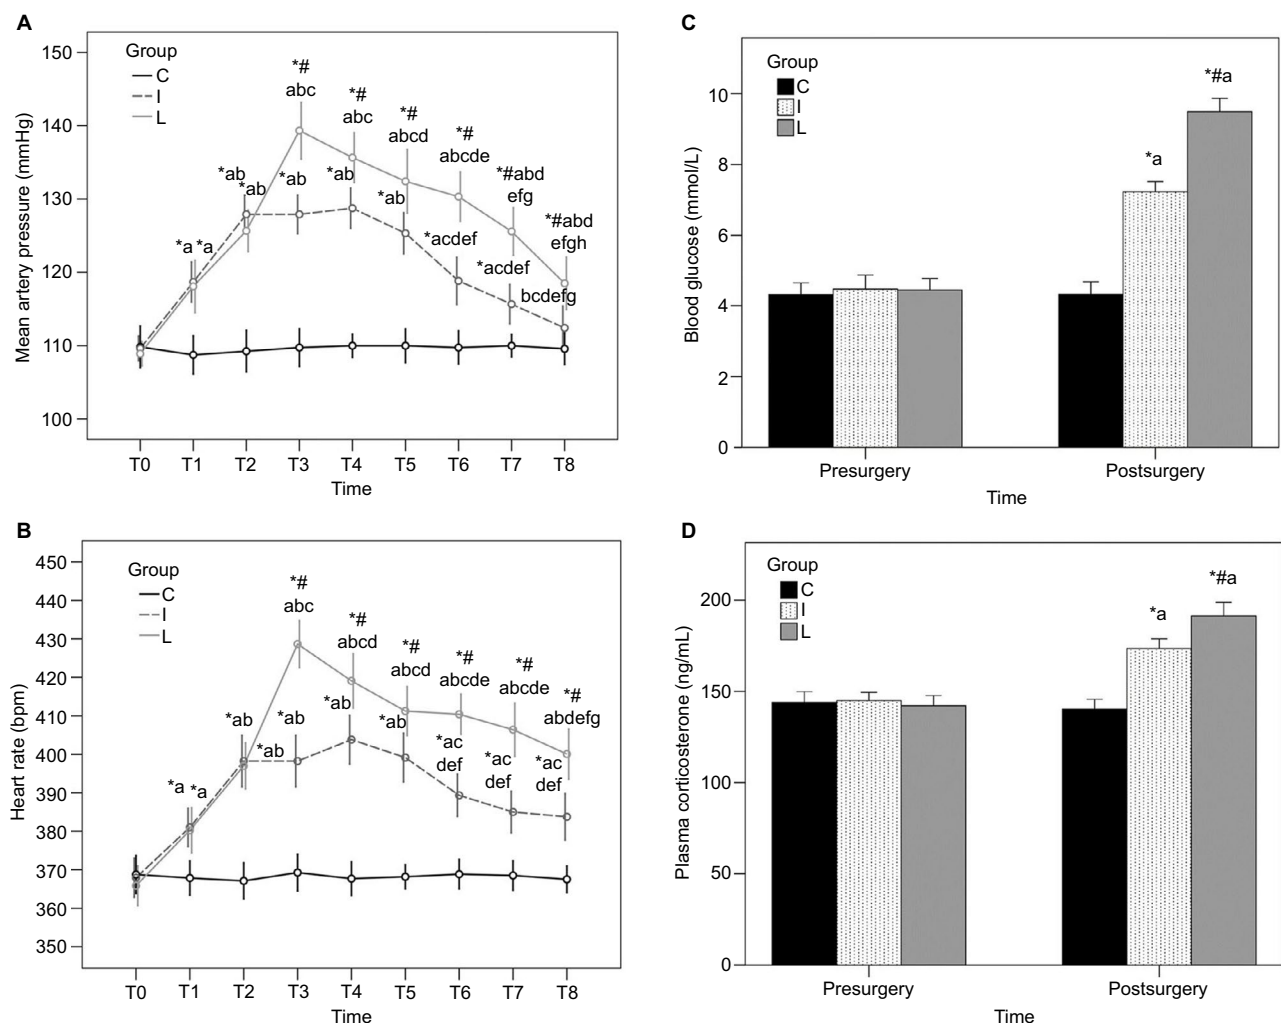 A
Group
C
I
L
Mean artery pressure (mmHg)
150
140
130
120
110
100
*a
*a
*ab
*ab
*#
abc
*ab
*#
abc
*ab
*#
abcd
*ab
*#
abcde
*acdef
*#abd
efg
*acdef
*#abd
efgh
bcdefg
T0 T1 T2 T3 T4 T5 T6 T7 T8
Time
B
Group
C
I
L
Heart rate (bpm)
450
440
430
420
410
400
390
380
370
360
350
*a
*a
*ab
*ab
*#
abc
*ab
*#
abcd
*ab
*#
abcd
*ab
*#
abcde
*ac
def
*#
abcde
*ac
def
*#
abdefg
*ac
def
T0 T1 T2 T3 T4 T5 T6 T7 T8
Time
C
Group
C
I
L
Blood glucose (mmol/L)
10
8
6
4
2
0
*a
*#a
Presurgery Postsurgery
Time
D
Group
C
I
L
Plasma corticosterone (ng/mL)
200
150
100
50
0
*a
*#a
Presurgery Postsurgery
Time